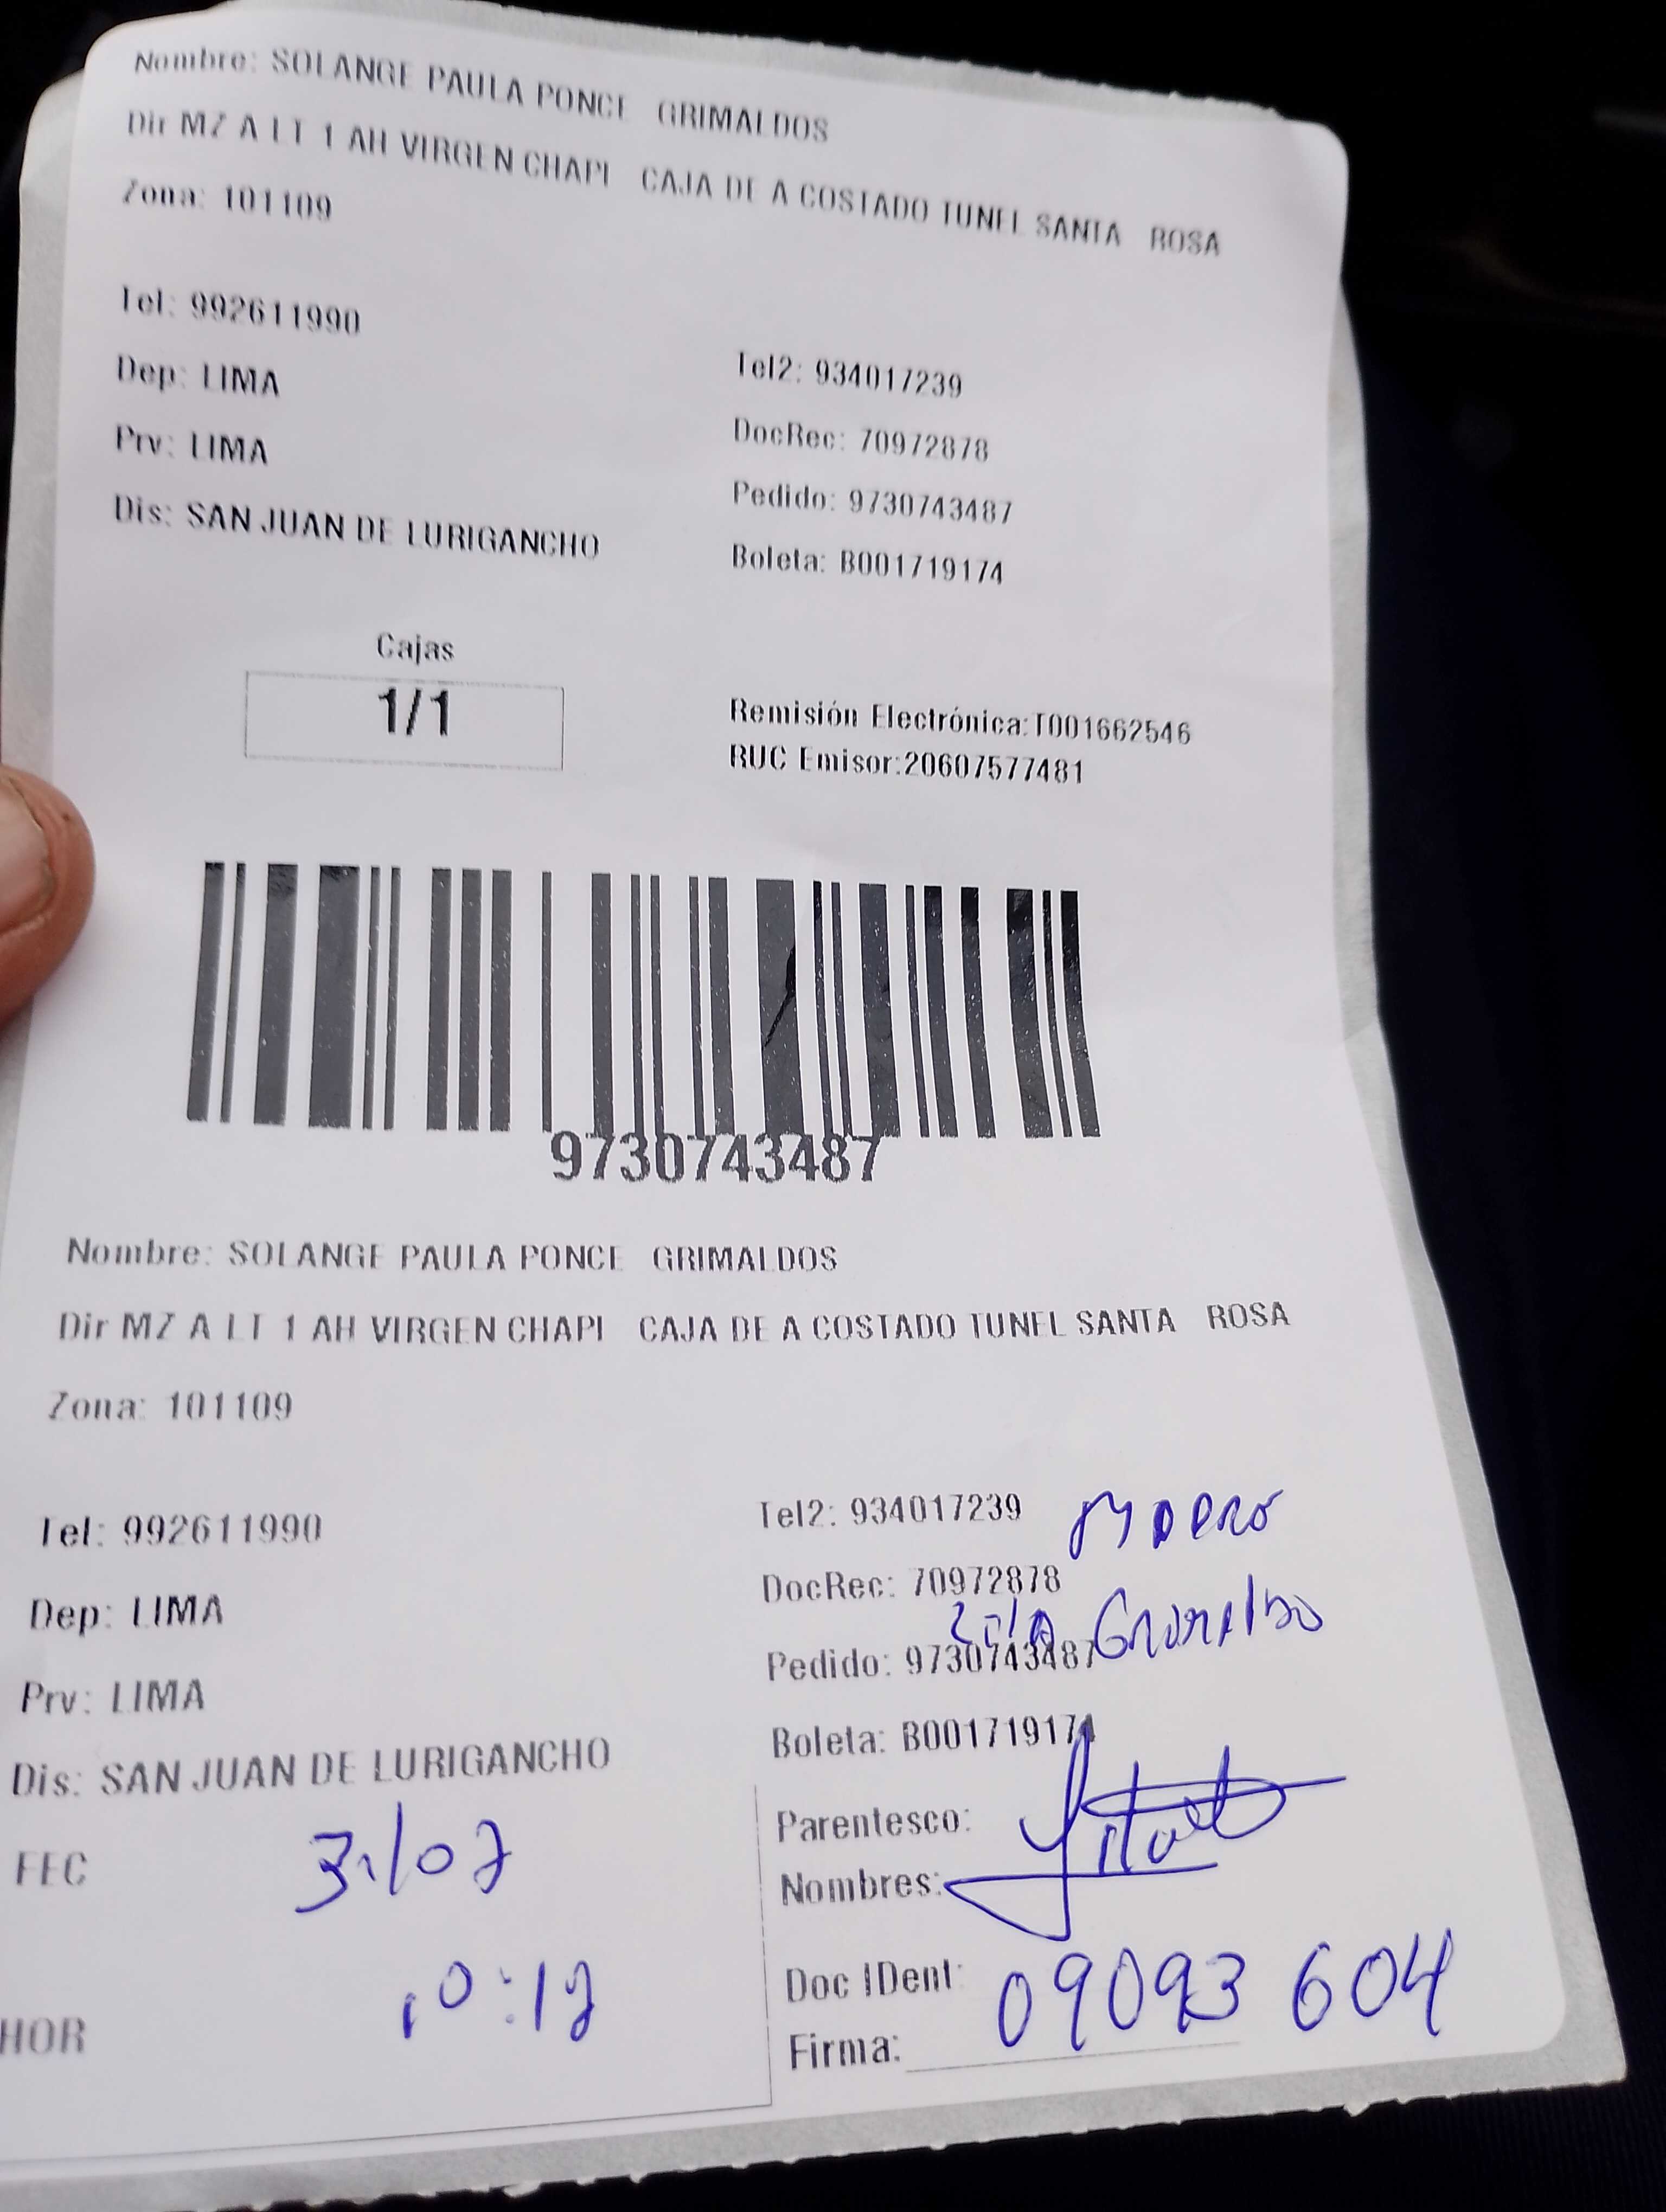 Nombre: SOLANGE PAULA PONCE GRIMALDOS
Dir MZ A LT 1 AH VIRGEN CHAPI CAJA DE A COSTADO TUNEL SANTA ROSA
Zona: 101109
Tel: 992611990
Tel2: 934017239
Dep: LIMA
DocRec: 70972878
Prv: LIMA
Pedido: 9730743487
Dis: SAN JUAN DE LURIGANCHO
Boleta: B001719174
Cajas
1/1
Remisión Electrónica:T001662546
RUC Emisor:20607577481
9730743487
Nombre: SOLANGE PAULA PONCE GRIMALDOS
Dir MZ A LT 1 AH VIRGEN CHAPI CAJA DE A COSTADO TUNEL SANTA ROSA
Zona: 101109
Tel: 992611990
Tel2: 934017239
Dep: LIMA
DocRec: 70972878
Prv: LIMA
Pedido: 9730743487
Dis: SAN JUAN DE LURIGANCHO
Boleta: B001719174
Parentesco:
FEC 31/07
Nombres:
Doc IDent: 09093604
HOR 10:12
Firma: